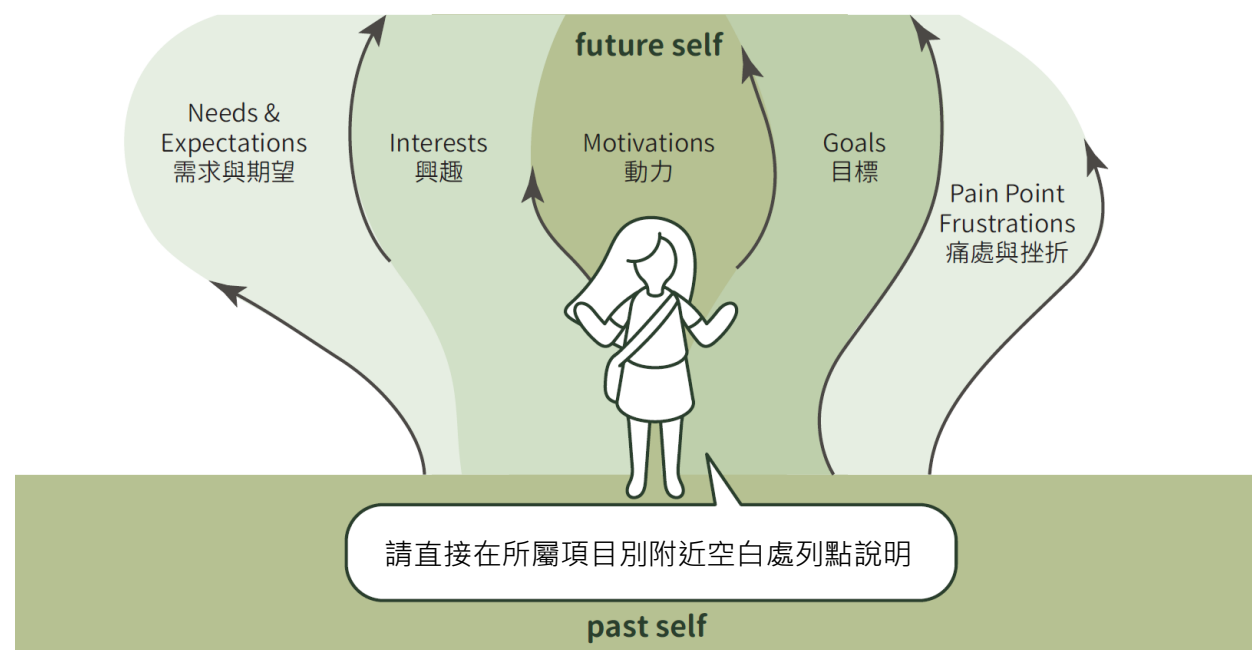 future self
Needs &
Expectations
需求與期望
Interests
興趣
Motivations
動力
Goals
目標
Pain Point
Frustrations
痛處與挫折
請直接在所屬項目別附近空白處列點說明
past self